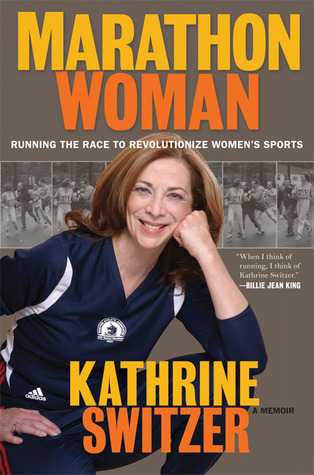 MARATHON
WOMAN
RUNNING THE RACE TO REVOLUTIONIZE WOMEN'S SPORTS
"When I think of
running, I think of
Kathrine Switzer."
—BILLIE JEAN KING
adidas
KATHRINE
SWITZER
A MEMOIR